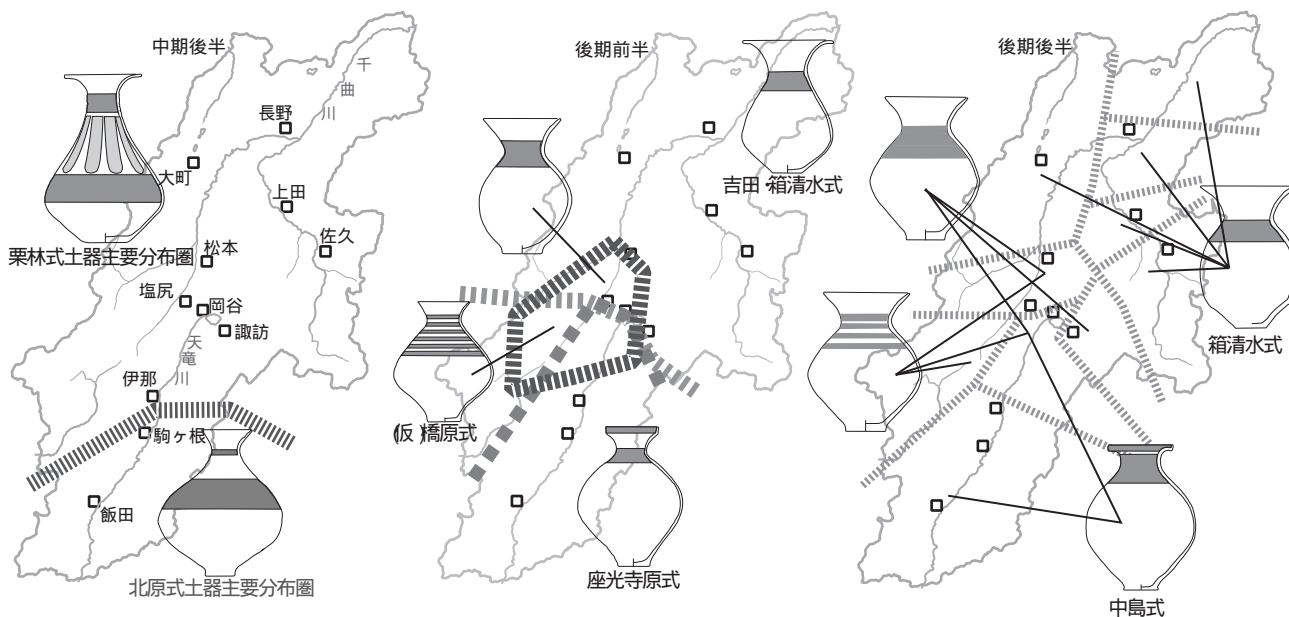 中期後半
千曲川
長野
大町
上田
佐久
栗林式土器主要分布圏
松本
塩尻
岡谷
諏訪
天竜川
伊那
駒ヶ根
飯田
北原式土器主要分布圏
後期前半
吉田・箱清水式
(仮)橋原式
座光寺原式
後期後半
箱清水式
中島式